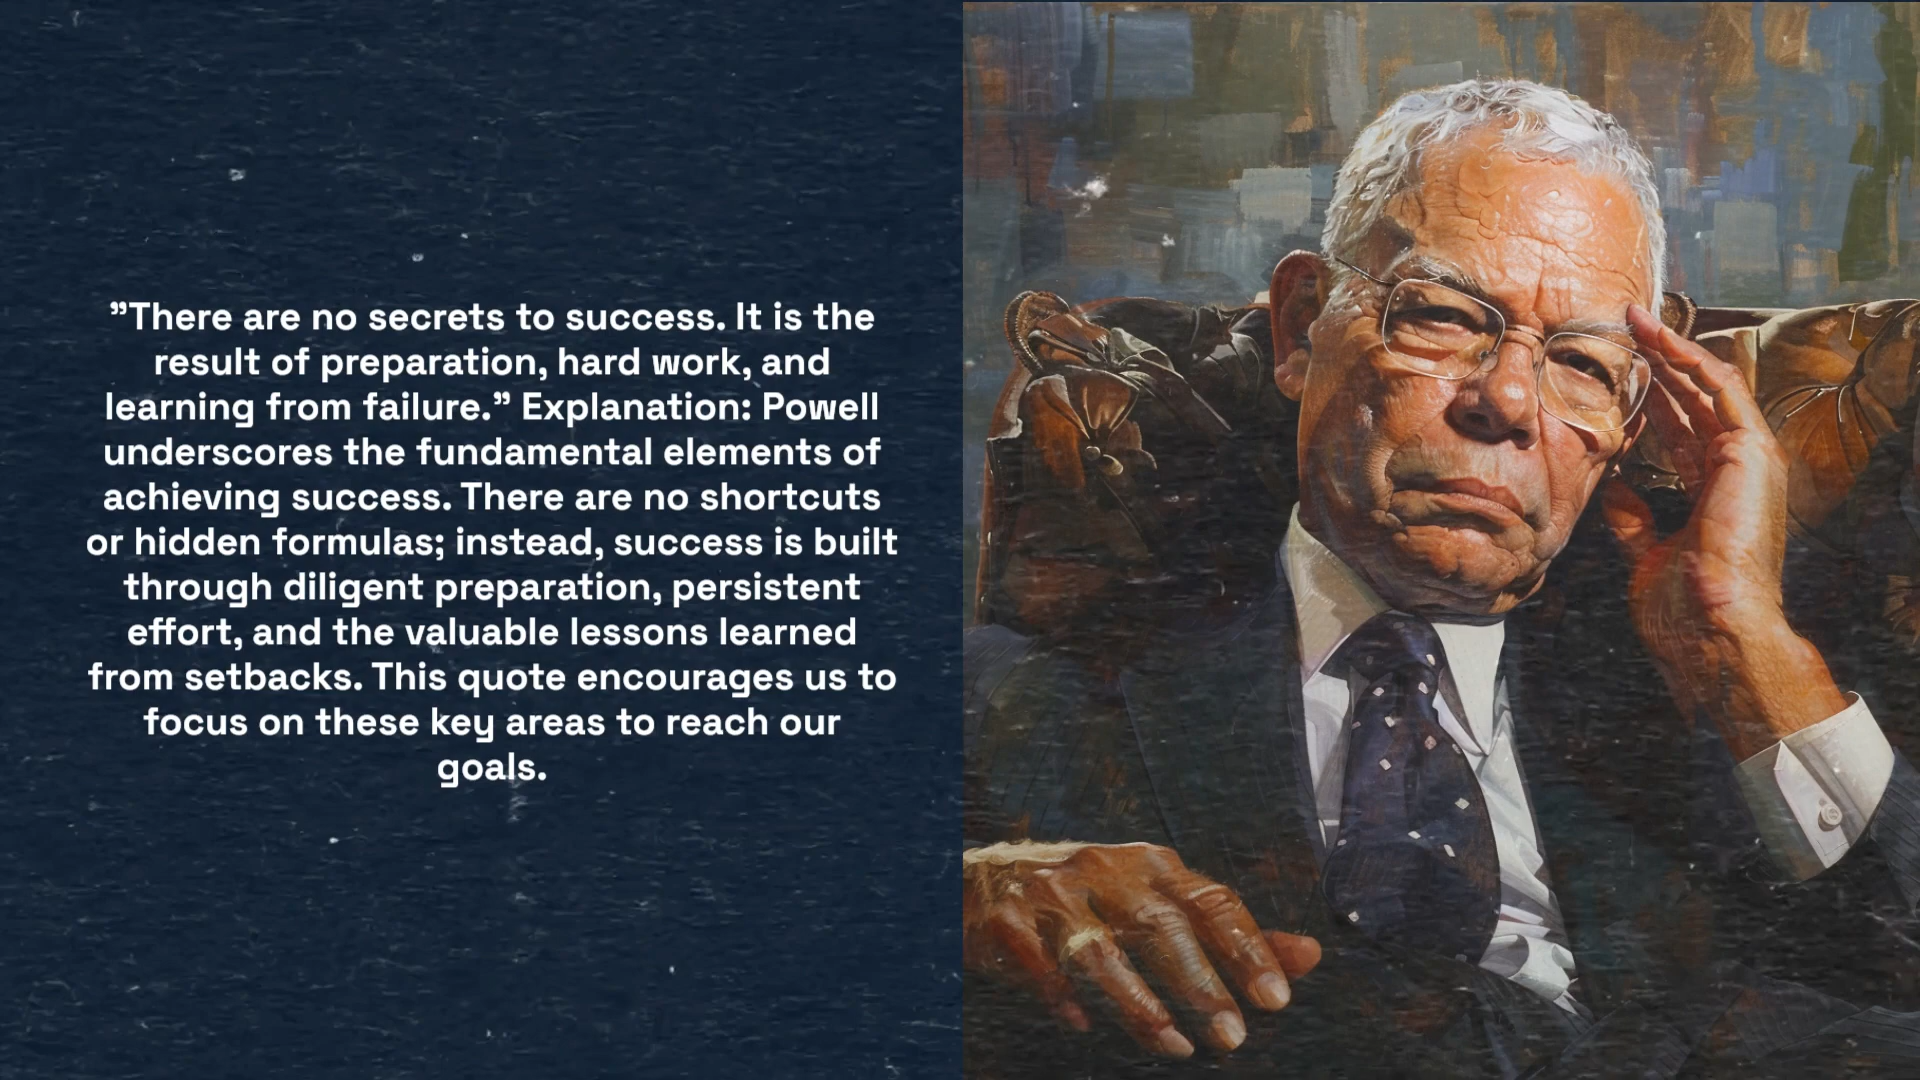 ”There are no secrets to success. It is the
result of preparation, hard work, and
learning from failure.” Explanation: Powell
underscores the fundamental elements of
achieving success. There are no shortcuts
or hidden formulas; instead, success is built
through diligent preparation, persistent
effort, and the valuable lessons learned
from setbacks. This quote encourages us to
focus on these key areas to reach our
goals.